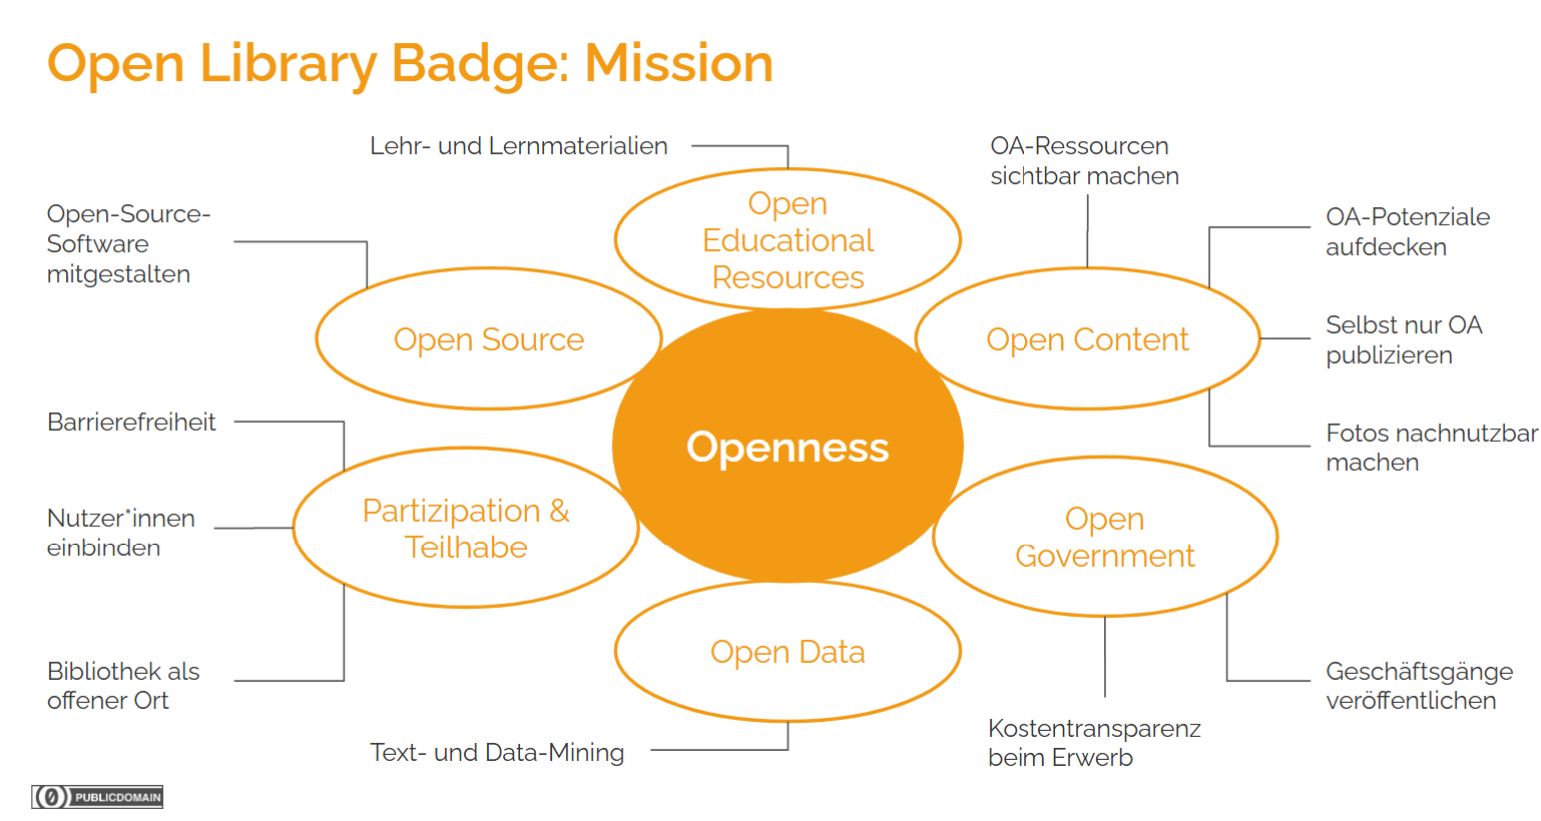 Open Library Badge: Mission
Lehr- und Lernmaterialien
OA-Ressourcen
sichtbar machen
Open-Source-
Software
mitgestalten
Open
Educational
Resources
OA-Potenziale
aufdecken
Open Source
Open Content
Selbst nur OA
publizieren
Barrierefreiheit
Openness
Fotos nachnutzbar
machen
Nutzer*innen
einbinden
Partizipation &
Teilhabe
Open
Government
Bibliothek als
offener Ort
Open Data
Geschäftsgänge
veröffentlichen
Text- und Data-Mining
Kostentransparenz
beim Erwerb
0 PUBLICDOMAIN